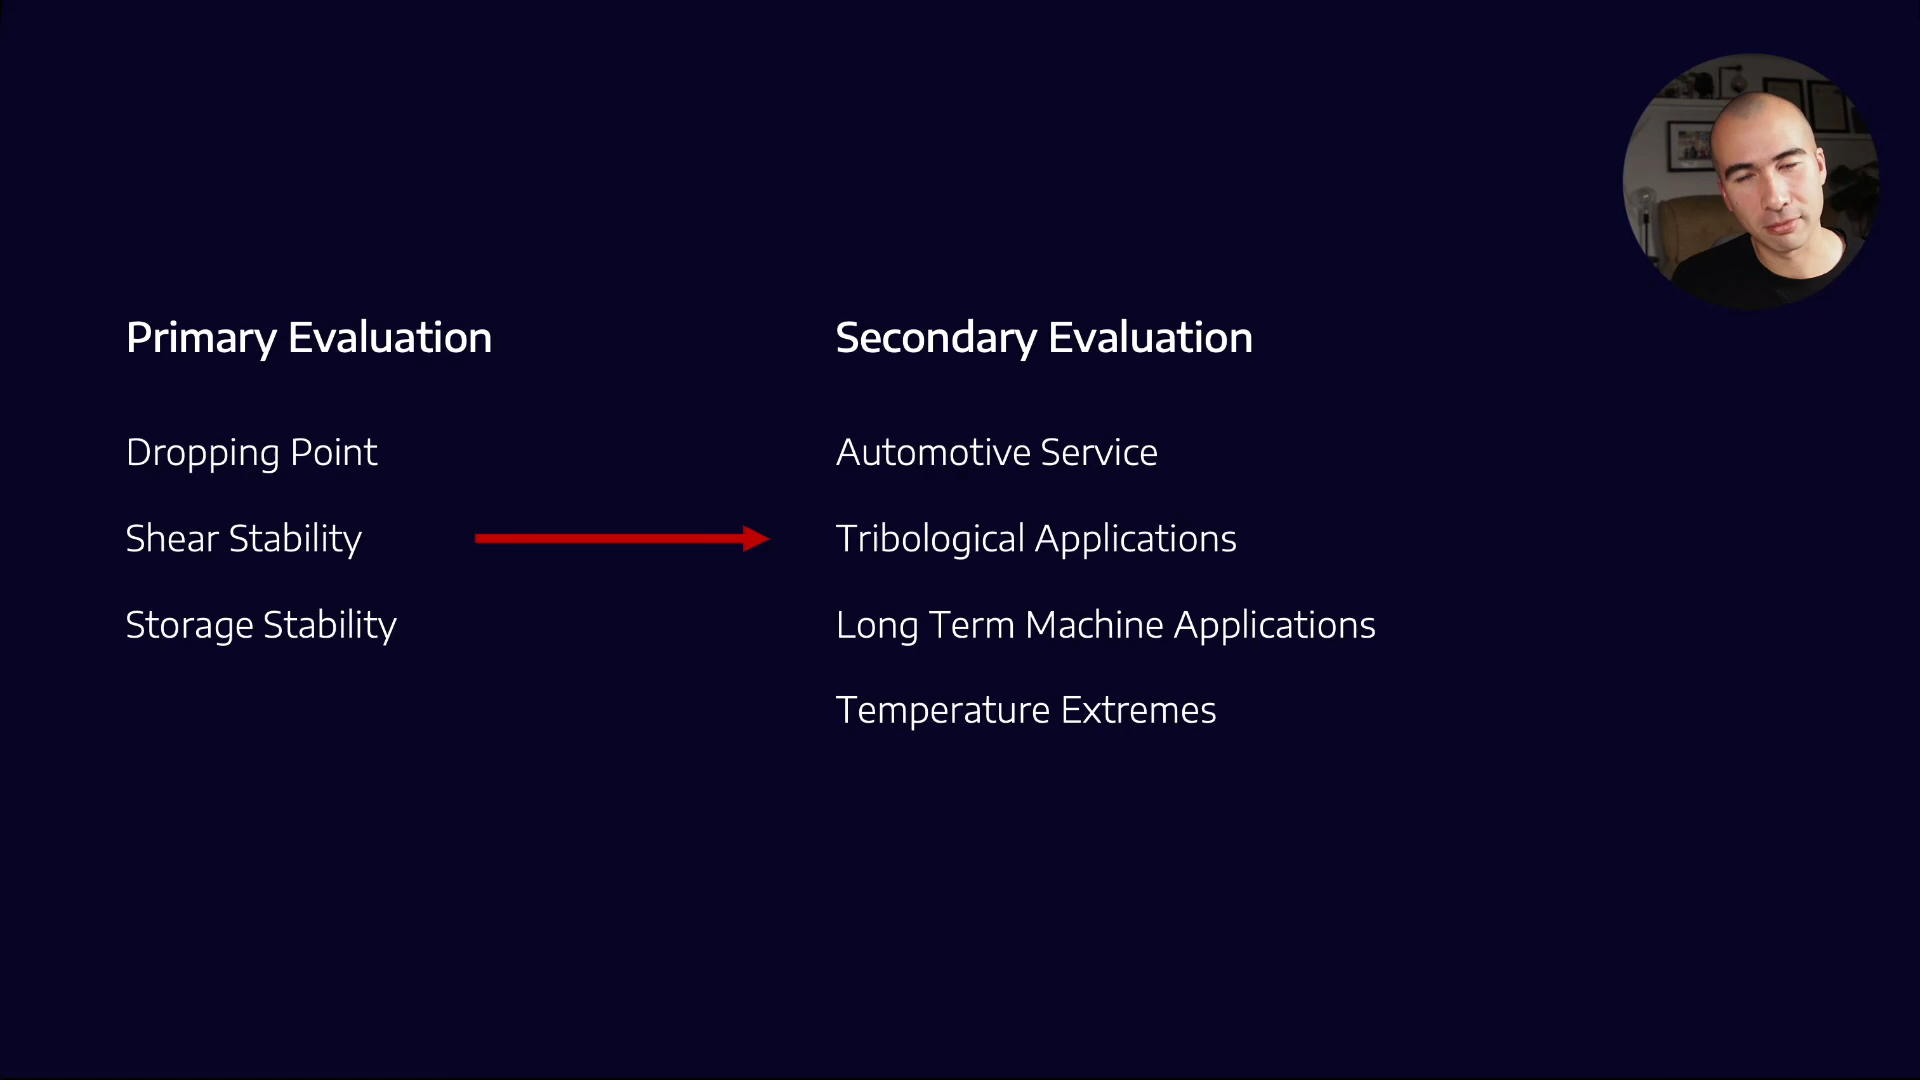 Primary Evaluation
Dropping Point
Shear Stability
Storage Stability
Secondary Evaluation
Automotive Service
Tribological Applications
Long Term Machine Applications
Temperature Extremes